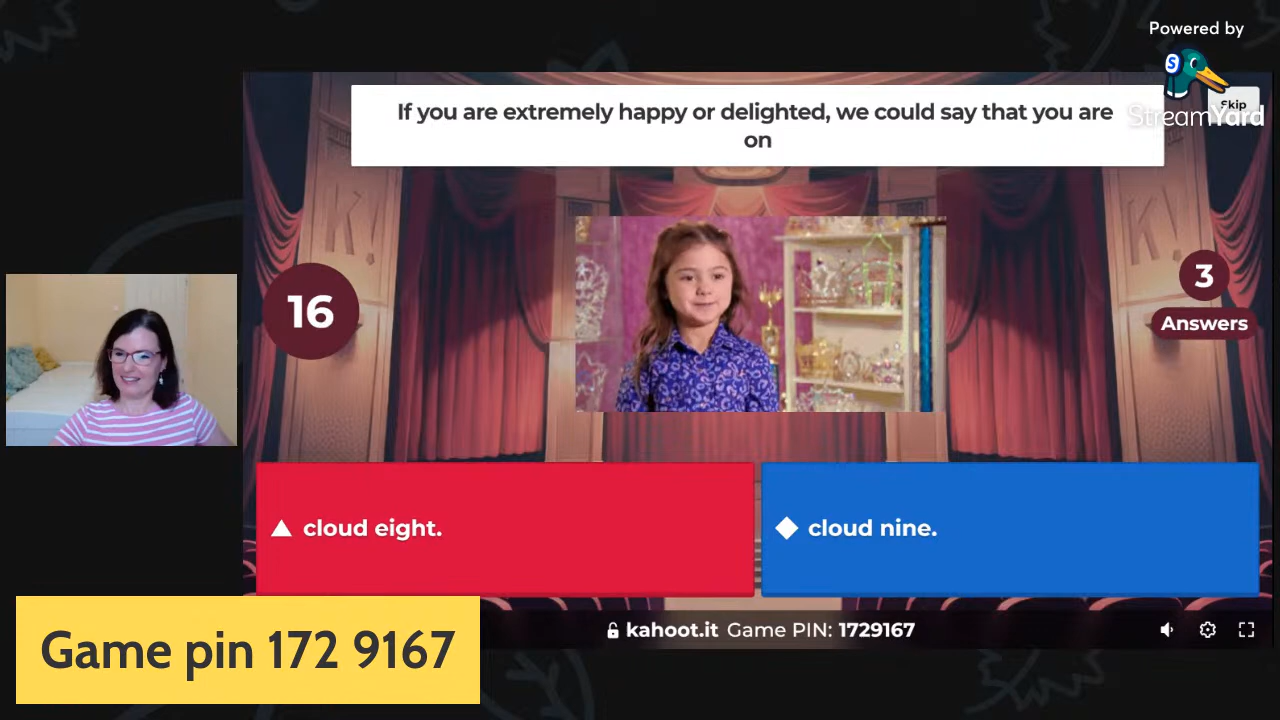 Powered by
S
StreamYard
Skip
If you are extremely happy or delighted, we could say that you are
on
K!
K!
16
3
Answers
cloud eight.
cloud nine.
kahoot.it Game PIN: 1729167
Game pin 172 9167